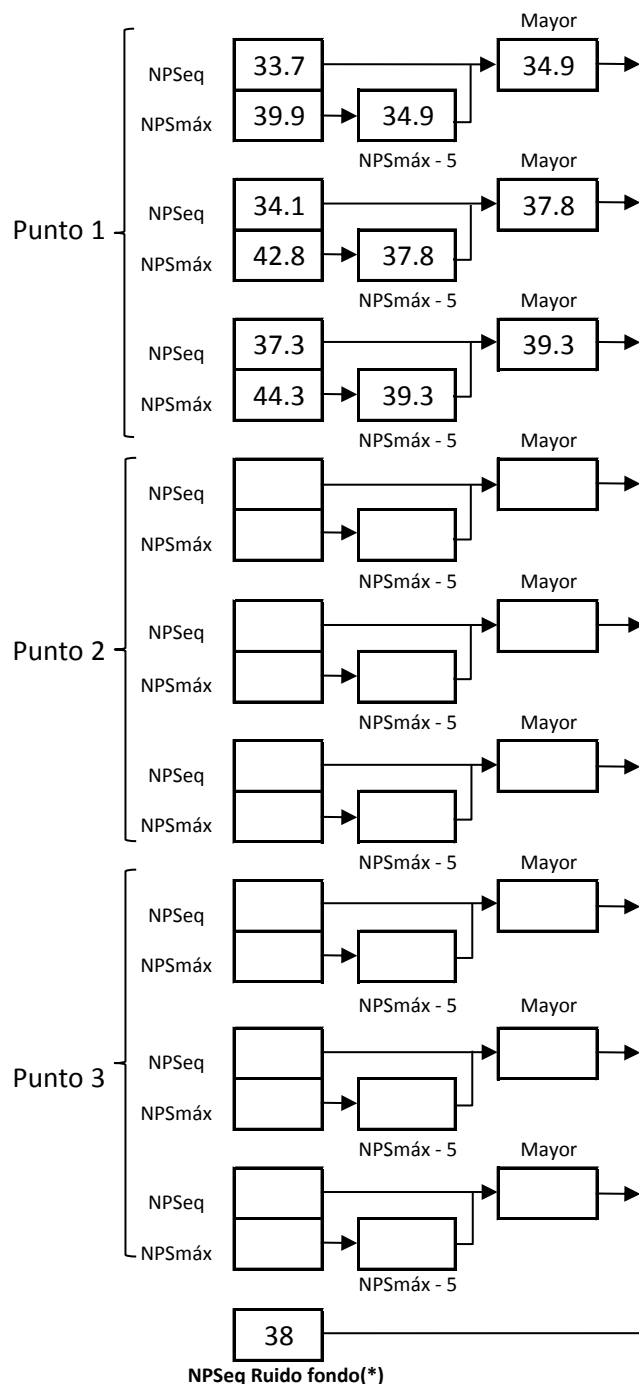 Mayor
NPSeq 33.7 34.9
NPSmáx 39.9 34.9
NPSmáx - 5
Mayor
NPSeq 34.1 37.8
Punto 1
NPSmáx 42.8 37.8
NPSmáx - 5
Mayor
NPSeq 37.3 39.3
NPSmáx 44.3 39.3
NPSmáx - 5
Mayor
NPSeq
NPSmáx
NPSmáx - 5
Mayor
NPSeq
Punto 2
NPSmáx
NPSmáx - 5
Mayor
NPSeq
NPSmáx
NPSmáx - 5
Mayor
NPSeq
NPSmáx
NPSmáx - 5
Mayor
NPSeq
Punto 3
NPSmáx
NPSmáx - 5
Mayor
NPSeq
NPSmáx
NPSmáx - 5
38
NPSeq Ruido fondo(*)